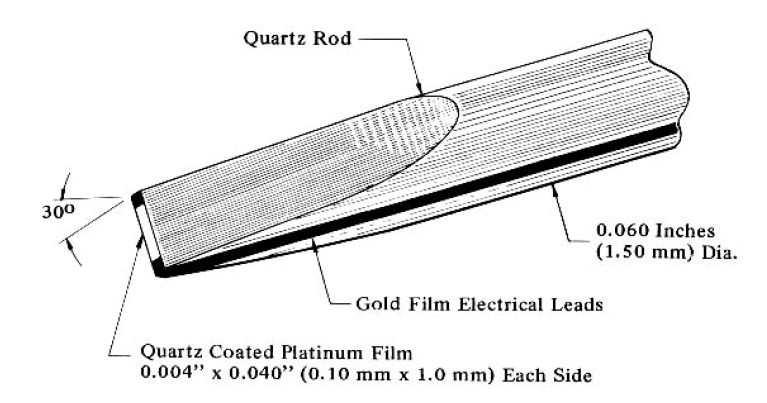 Quartz Rod
30º
0.060 Inches
(1.50 mm) Dia.
Gold Film Electrical Leads
Quartz Coated Platinum Film
0.004” x 0.040” (0.10 mm x 1.0 mm) Each Side